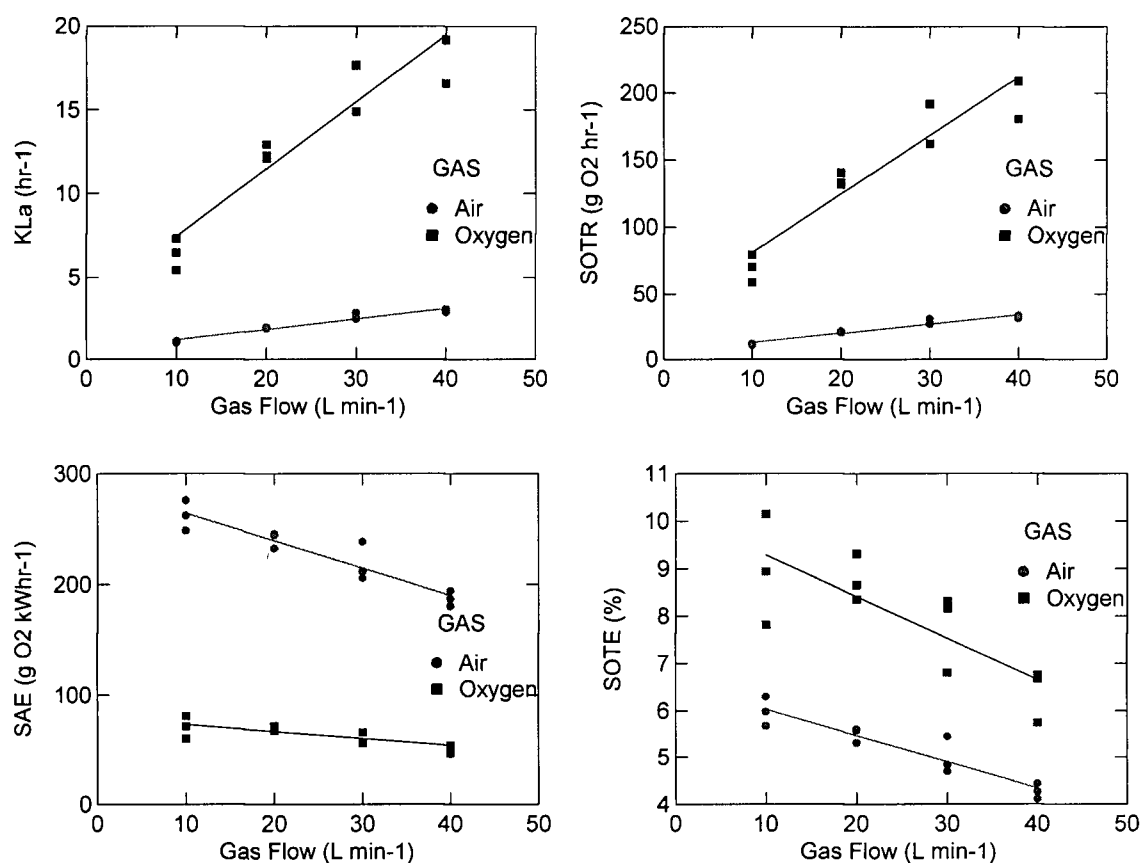 20
15
10
5
0
KLa (hr-1)
GAS
Air
Oxygen
0 10 20 30 40 50
Gas Flow (L min-1)
250
200
150
100
50
0
SOTR (g O2 hr-1)
GAS
Air
Oxygen
0 10 20 30 40 50
Gas Flow (L min-1)
300
200
100
0
SAE (g O2 kWhr-1)
GAS
Air
Oxygen
0 10 20 30 40 50
Gas Flow (L min-1)
11
10
9
8
7
6
5
4
SOTE (%)
GAS
Air
Oxygen
0 10 20 30 40 50
Gas Flow (L min-1)